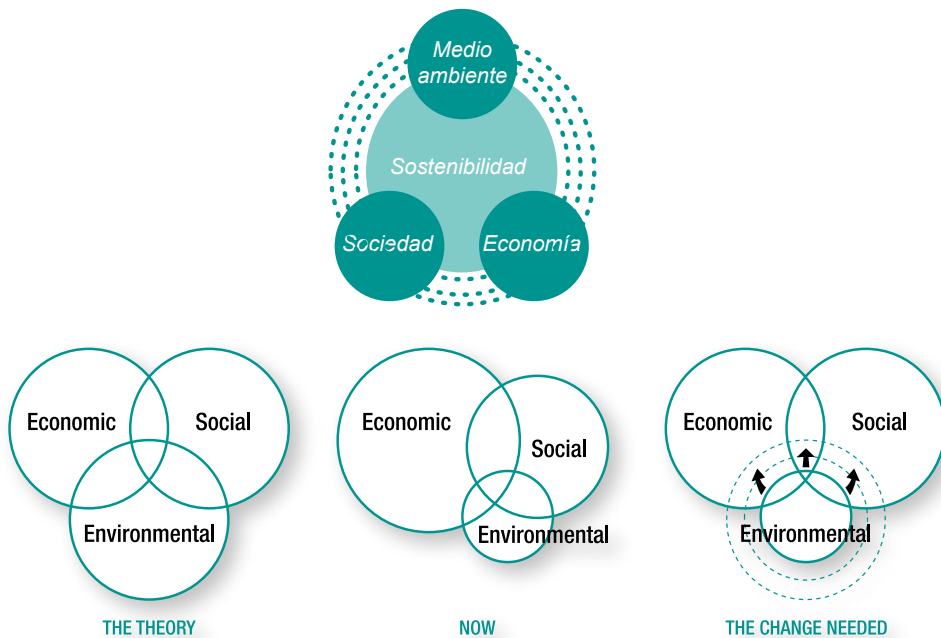 Medio
ambiente
Sostenibilidad
Sociedad
Economía
Economic
Social
Environmental
THE THEORY
Economic
Social
Environmental
NOW
Economic
Social
Environmental
THE CHANGE NEEDED